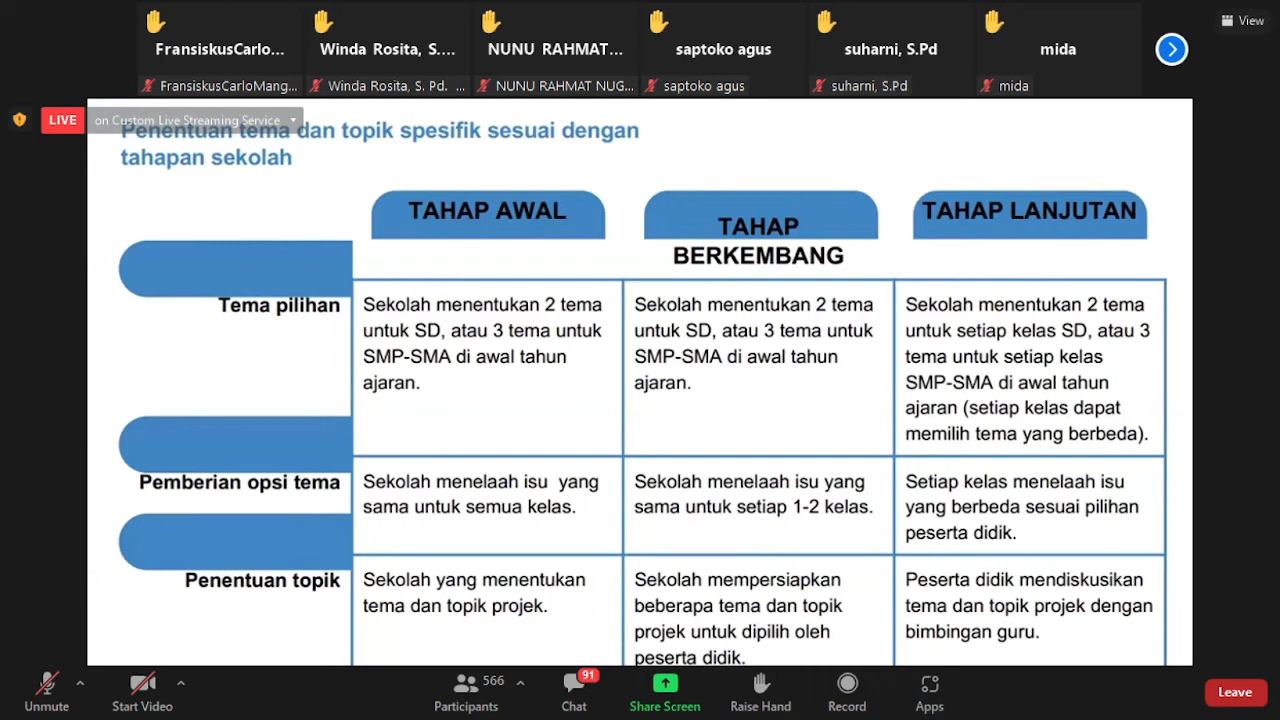 FransiskusCarlo...
Winda Rosita, S....
NUNU RAHMAT...
saptoko agus
suharni, S.Pd
mida
View
FransiskusCarloMang...
Winda Rosita, S. Pd. ...
NUNU RAHMAT NUG...
saptoko agus
suharni, S.Pd
mida
LIVE
on Custom Live Streaming Service
Penentuan tema dan topik spesifik sesuai dengan
tahapan sekolah
TAHAP AWAL
TAHAP
BERKEMBANG
TAHAP LANJUTAN
Tema pilihan
Sekolah menentukan 2 tema
untuk SD, atau 3 tema untuk
SMP-SMA di awal tahun
ajaran.
Sekolah menentukan 2 tema
untuk SD, atau 3 tema untuk
SMP-SMA di awal tahun
ajaran.
Sekolah menentukan 2 tema
untuk setiap kelas SD, atau 3
tema untuk setiap kelas
SMP-SMA di awal tahun
ajaran (setiap kelas dapat
memilih tema yang berbeda).
Pemberian opsi tema
Sekolah menelaah isu yang
sama untuk semua kelas.
Sekolah menelaah isu yang
sama untuk setiap 1-2 kelas.
Setiap kelas menelaah isu
yang berbeda sesuai pilihan
peserta didik.
Penentuan topik
Sekolah yang menentukan
tema dan topik projek.
Sekolah mempersiapkan
beberapa tema dan topik
projek untuk dipilih oleh
peserta didik.
Peserta didik mendiskusikan
tema dan topik projek dengan
bimbingan guru.
Unmute
Start Video
566
Participants
91
Chat
Share Screen
Raise Hand
Record
Apps
Leave